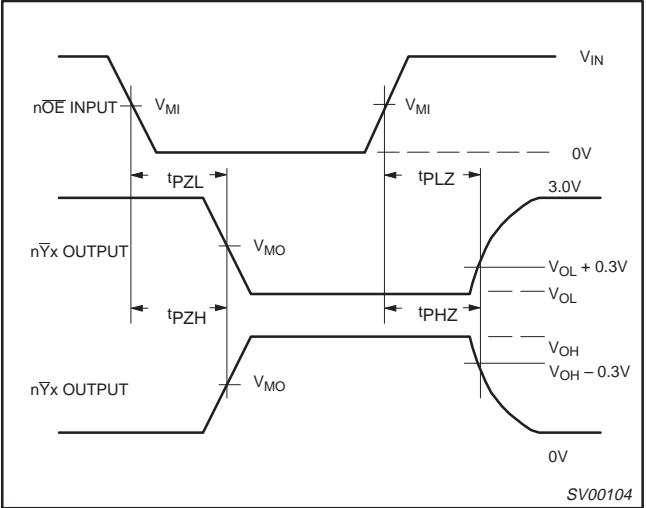 VIN
nOE INPUT
VMI
VMI
0V
tPZL
tPLZ
3.0V
nYx OUTPUT
VMO
VOL + 0.3V
VOL
tPZH
tPHZ
VOH
VOH – 0.3V
nYx OUTPUT
VMO
0V
SV00104